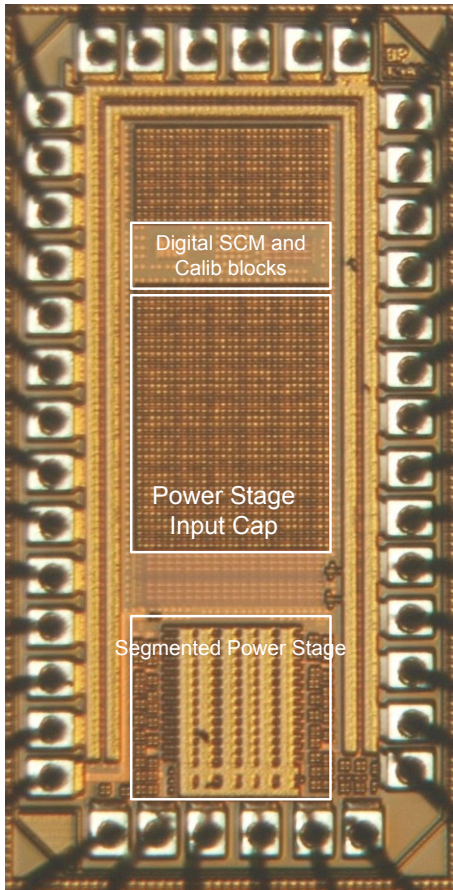 Digital SCM and
Calib blocks
Power Stage
Input Cap
Segmented Power Stage